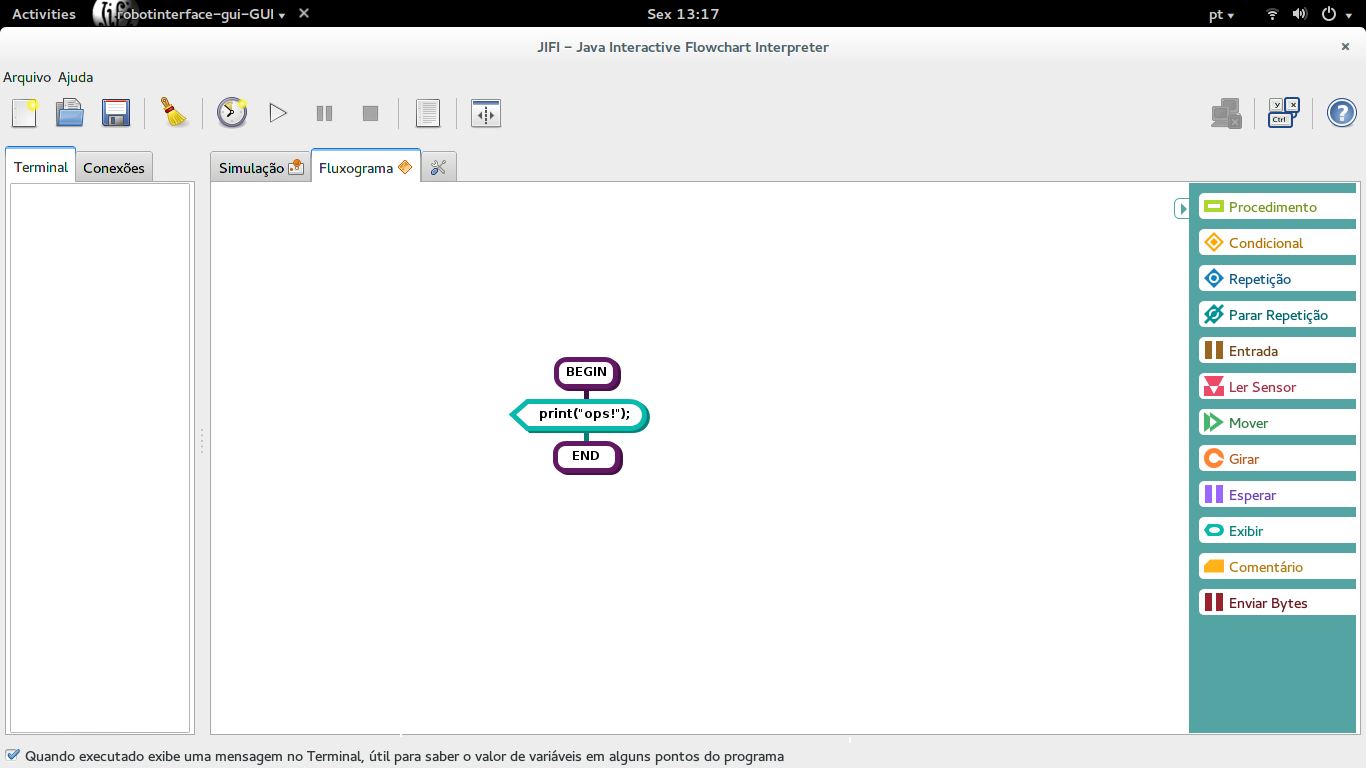 Activities robotinterface-gui-GUI Sex 13:17 pt
JIFI – Java Interactive Flowchart Interpreter
Arquivo Ajuda
Y X
Ctrl
?
Terminal Conexões
Simulação Fluxograma
Procedimento
Condicional
Repetição
Parar Repetição
Entrada
Ler Sensor
Mover
Girar
Esperar
Exibir
Comentário
Enviar Bytes
BEGIN
print("ops!");
END
Quando executado exibe uma mensagem no Terminal, útil para saber o valor de variáveis em alguns pontos do programa